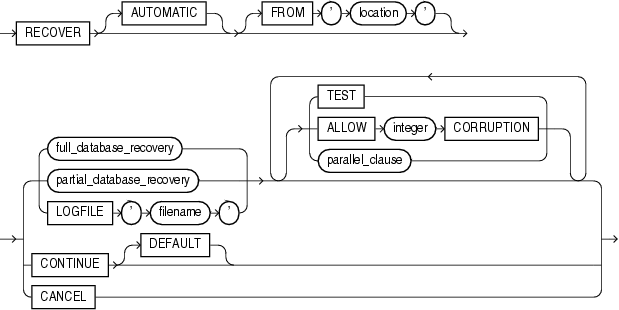 RECOVER AUTOMATIC FROM ' location '
TEST
ALLOW integer CORRUPTION
parallel_clause
full_database_recovery
partial_database_recovery
LOGFILE ' filename '
CONTINUE DEFAULT
CANCEL